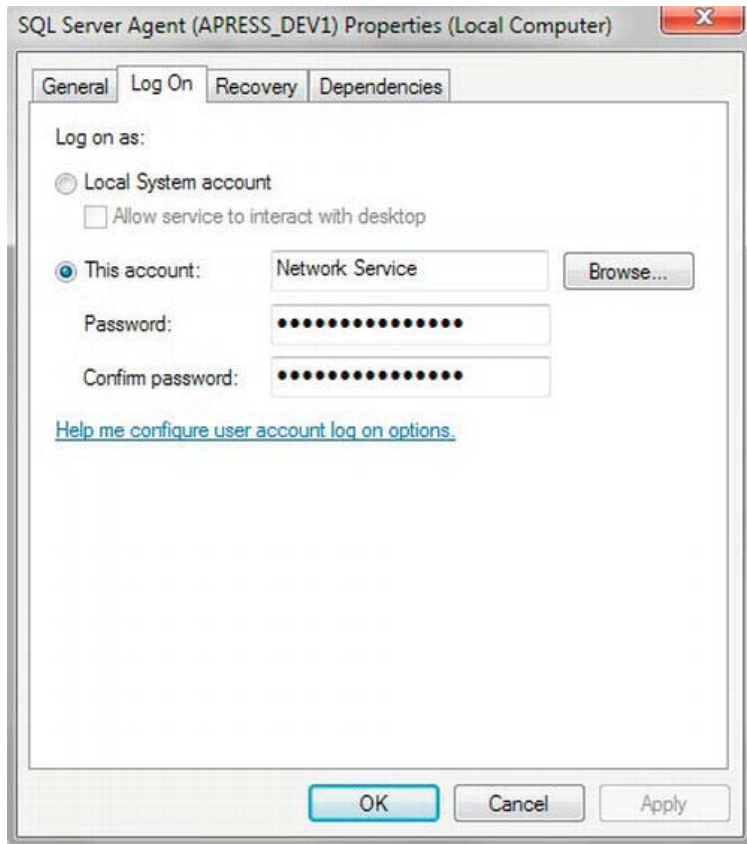 SQL Server Agent (APRESS_DEV1) Properties (Local Computer)
General Log On Recovery Dependencies
Log on as:
Local System account
Allow service to interact with desktop
This account: Network Service Browse...
Password: •••••••••••••••
Confirm password: •••••••••••••••
Help me configure user account log on options.
OK Cancel Apply